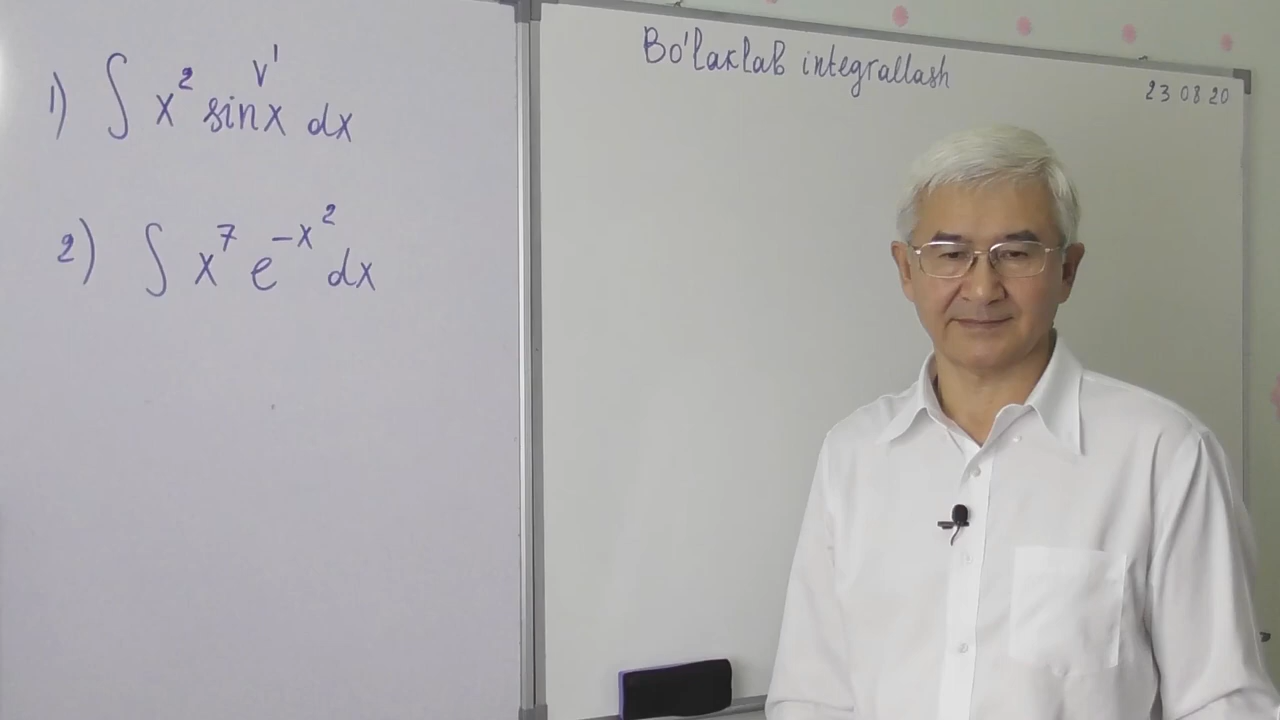 1) ∫ x² sinx dx
v'
2) ∫ x⁷ e^{-x²} dx
Bo'laklab integrallash
23 08 20